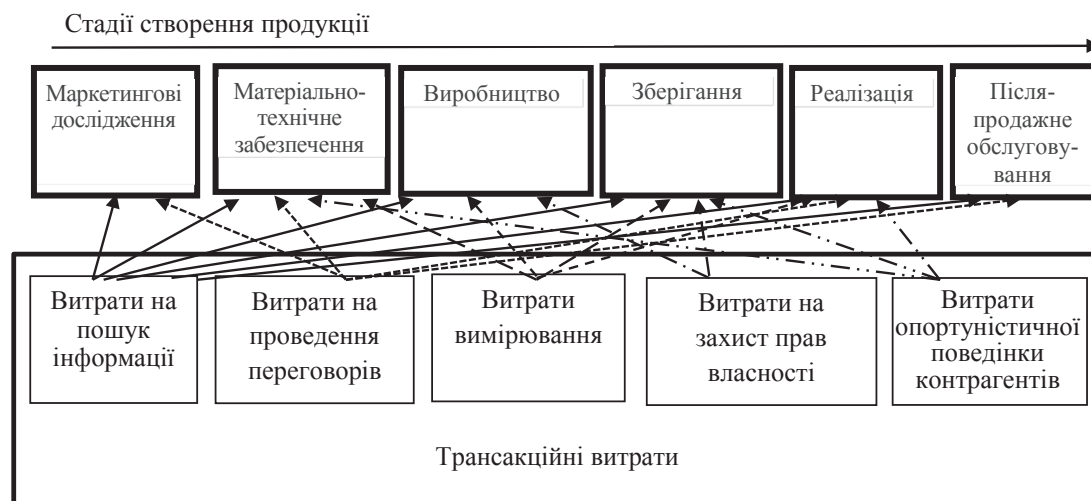 Стадії створення продукції
Маркетингові
дослідження
Матеріально-
технічне
забезпечення
Виробництво
Зберігання
Реалізація
Після-
продажне
обслугову-
вання
Витрати на
пошук
інформації
Витрати на
проведення
переговорів
Витрати
вимірювання
Витрати на
захист прав
власності
Витрати
опортуністичної
поведінки
контрагентів
Трансакційні витрати